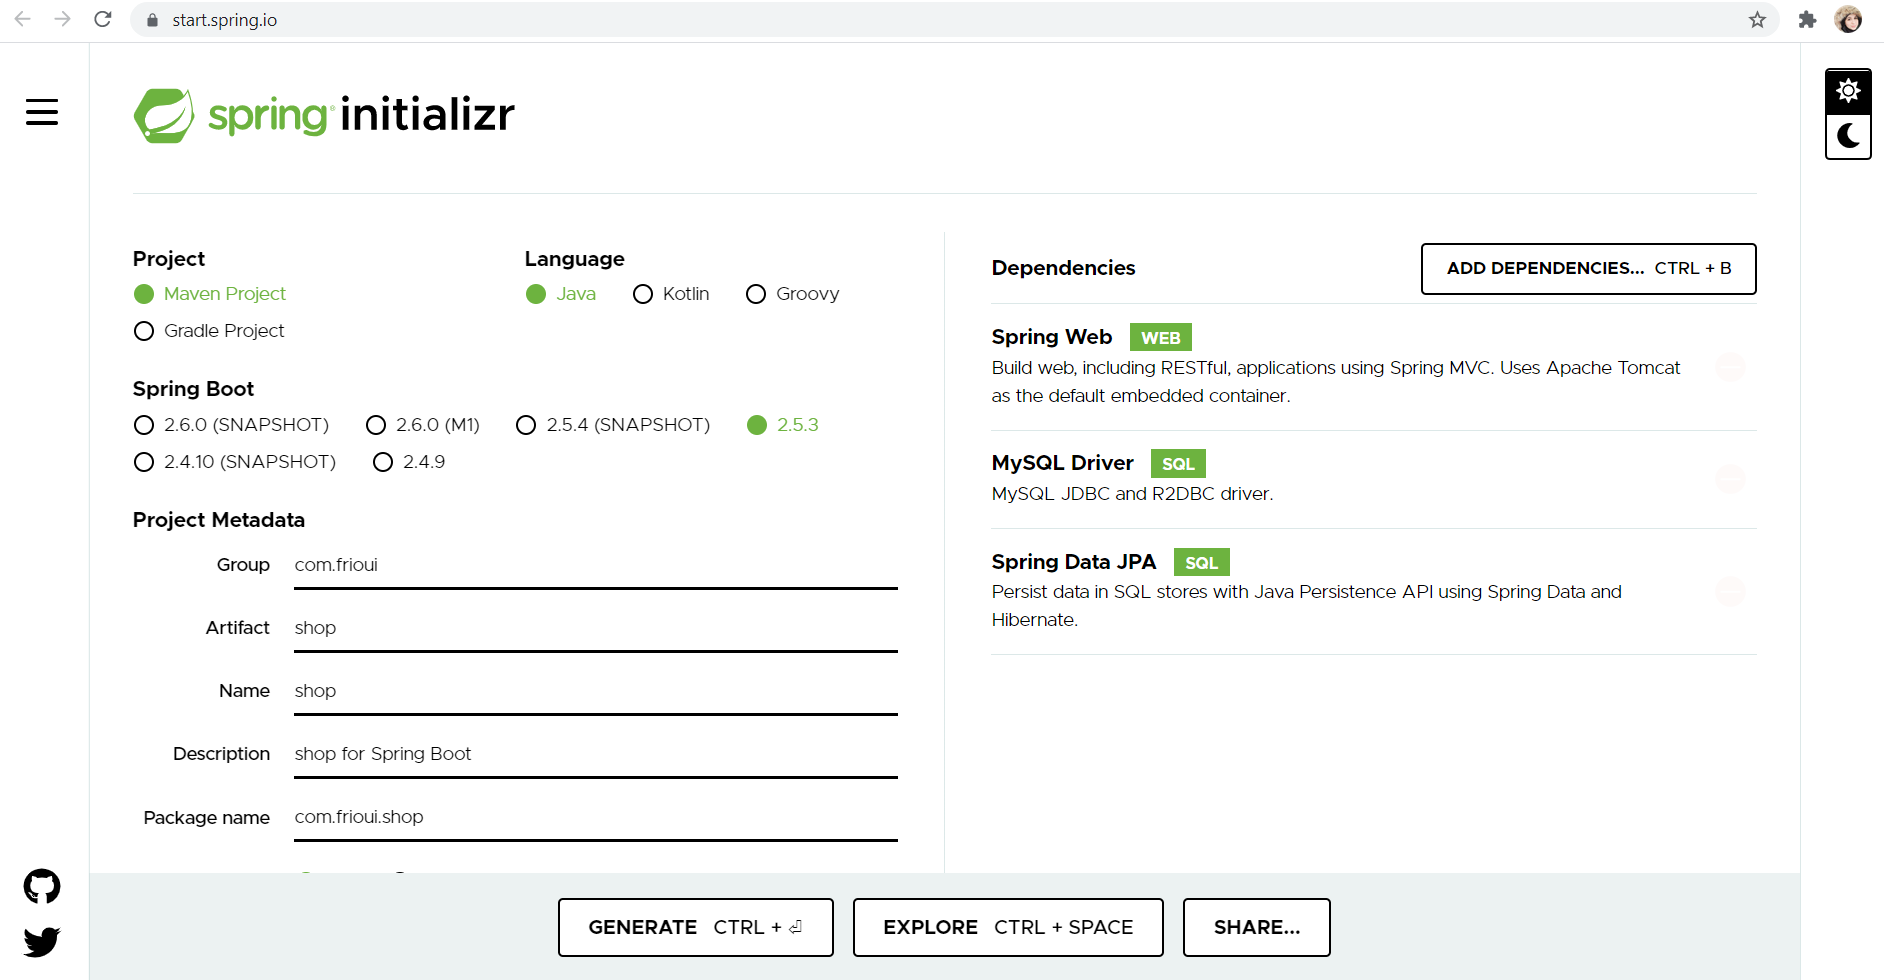 start.spring.io
spring® initializr
Project
Maven Project
Gradle Project
Language
Java Kotlin Groovy
Spring Boot
2.6.0 (SNAPSHOT) 2.6.0 (M1) 2.5.4 (SNAPSHOT) 2.5.3
2.4.10 (SNAPSHOT) 2.4.9
Project Metadata
Group com.frioui
Artifact shop
Name shop
Description shop for Spring Boot
Package name com.frioui.shop
Dependencies
ADD DEPENDENCIES... CTRL + B
Spring Web WEB
Build web, including RESTful, applications using Spring MVC. Uses Apache Tomcat
as the default embedded container.
MySQL Driver SQL
MySQL JDBC and R2DBC driver.
Spring Data JPA SQL
Persist data in SQL stores with Java Persistence API using Spring Data and
Hibernate.
GENERATE CTRL + ⏎
EXPLORE CTRL + SPACE
SHARE...